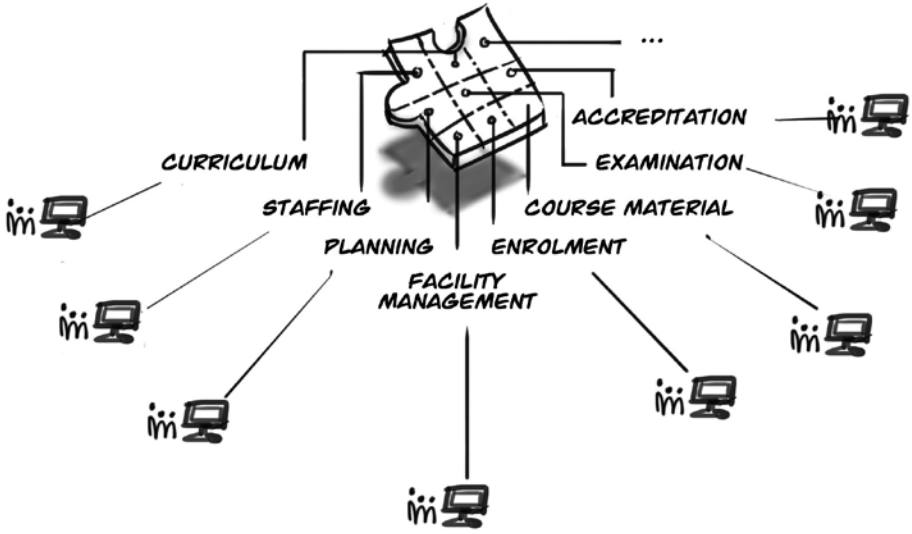 ...
ACCREDITATION
CURRICULUM
EXAMINATION
STAFFING
COURSE MATERIAL
PLANNING
ENROLMENT
FACILITY
MANAGEMENT